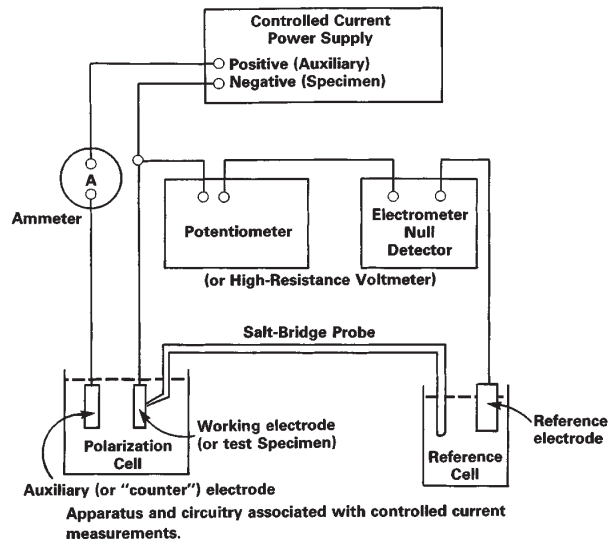 Controlled Current
Power Supply
Positive (Auxiliary)
Negative (Specimen)
A
Ammeter
Potentiometer
Electrometer
Null
Detector
(or High-Resistance Voltmeter)
Salt-Bridge Probe
Working electrode
(or test Specimen)
Polarization
Cell
Reference
electrode
Reference
Cell
Auxiliary (or "counter") electrode
Apparatus and circuitry associated with controlled current
measurements.